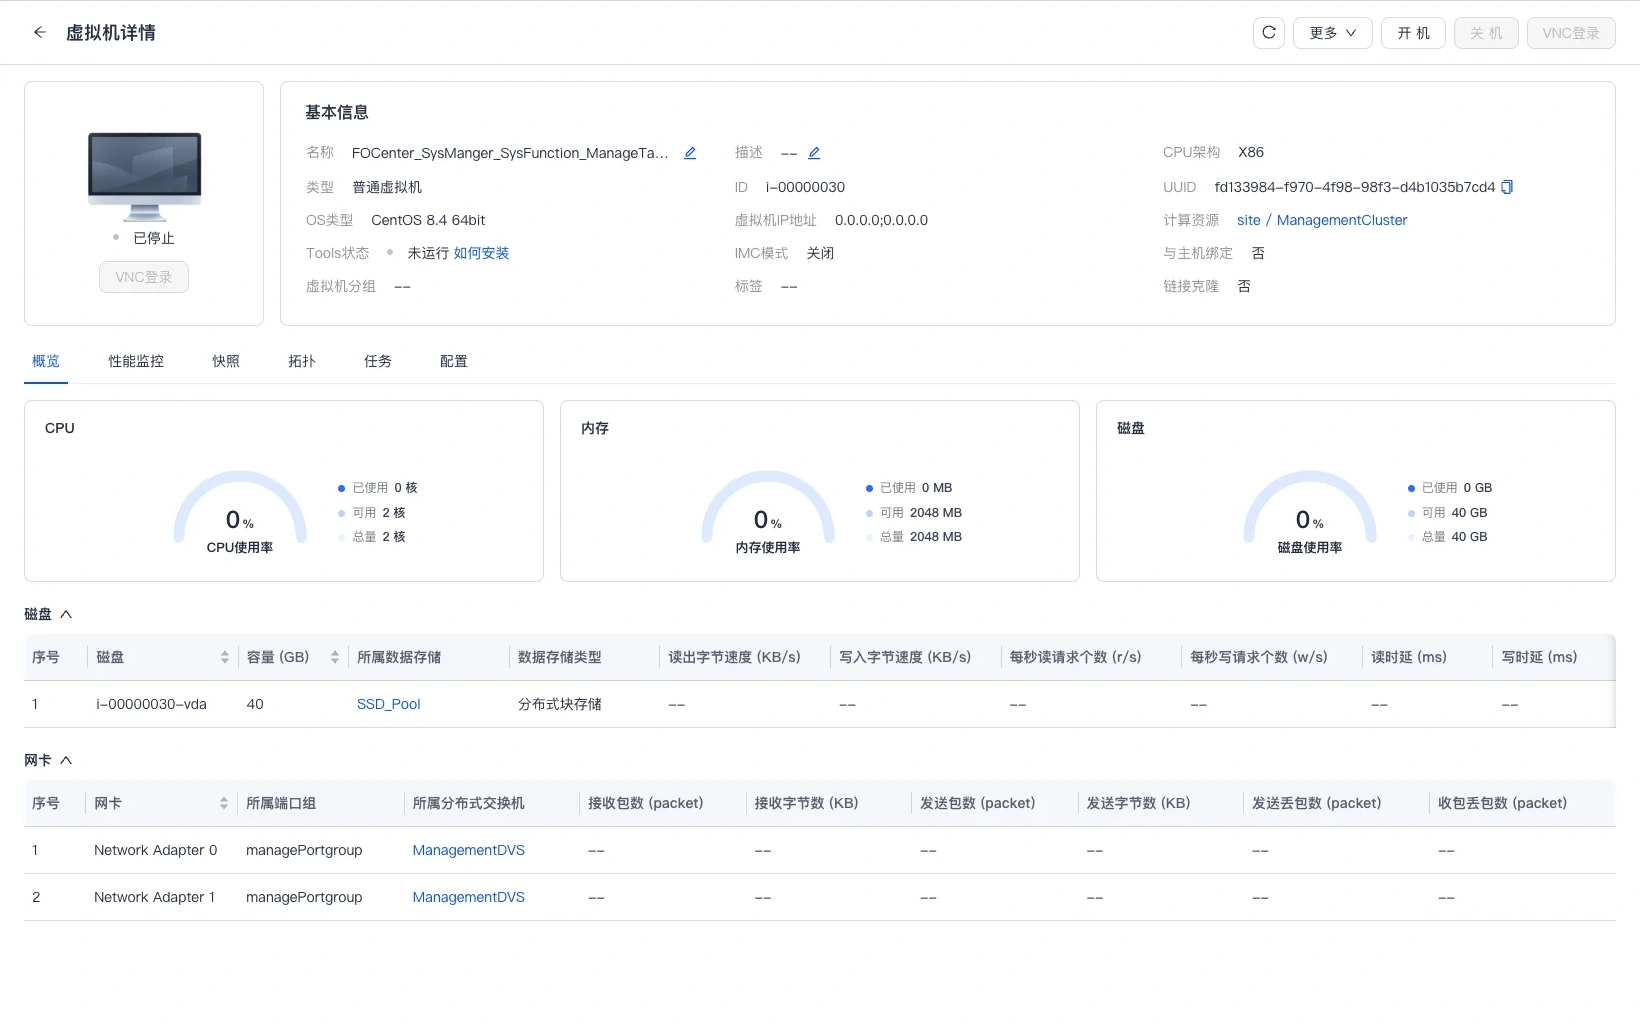 虚拟机详情
更多
开 机
关 机
VNC登录
已停止
VNC登录
基本信息
名称 FOCenter_SysManger_SysFunction_ManageTa...
描述 --
CPU架构 X86
类型 普通虚拟机
ID i-00000030
UUID fd133984-f970-4f98-98f3-d4b1035b7cd4
OS类型 CentOS 8.4 64bit
虚拟机IP地址 0.0.0.0;0.0.0.0
计算资源 site / ManagementCluster
Tools状态 未运行 如何安装
IMC模式 关闭
与主机绑定 否
虚拟机分组 --
标签 --
链接克隆 否
概览 性能监控 快照 拓扑 任务 配置
CPU
0%
CPU使用率
已使用 0 核
可用 2 核
总量 2 核
内存
0%
内存使用率
已使用 0 MB
可用 2048 MB
总量 2048 MB
磁盘
0%
磁盘使用率
已使用 0 GB
可用 40 GB
总量 40 GB
磁盘
序号 磁盘 容量 (GB) 所属数据存储 数据存储类型 读出字节速度 (KB/s) 写入字节速度 (KB/s) 每秒读请求个数 (r/s) 每秒写请求个数 (w/s) 读时延 (ms) 写时延 (ms)
1 i-00000030-vda 40 SSD_Pool 分布式块存储 -- -- -- -- -- --
网卡
序号 网卡 所属端口组 所属分布式交换机 接收包数 (packet) 接收字节数 (KB) 发送包数 (packet) 发送字节数 (KB) 发送丢包数 (packet) 收包丢包数 (packet)
1 Network Adapter 0 managePortgroup ManagementDVS -- -- -- -- -- --
2 Network Adapter 1 managePortgroup ManagementDVS -- -- -- -- -- --